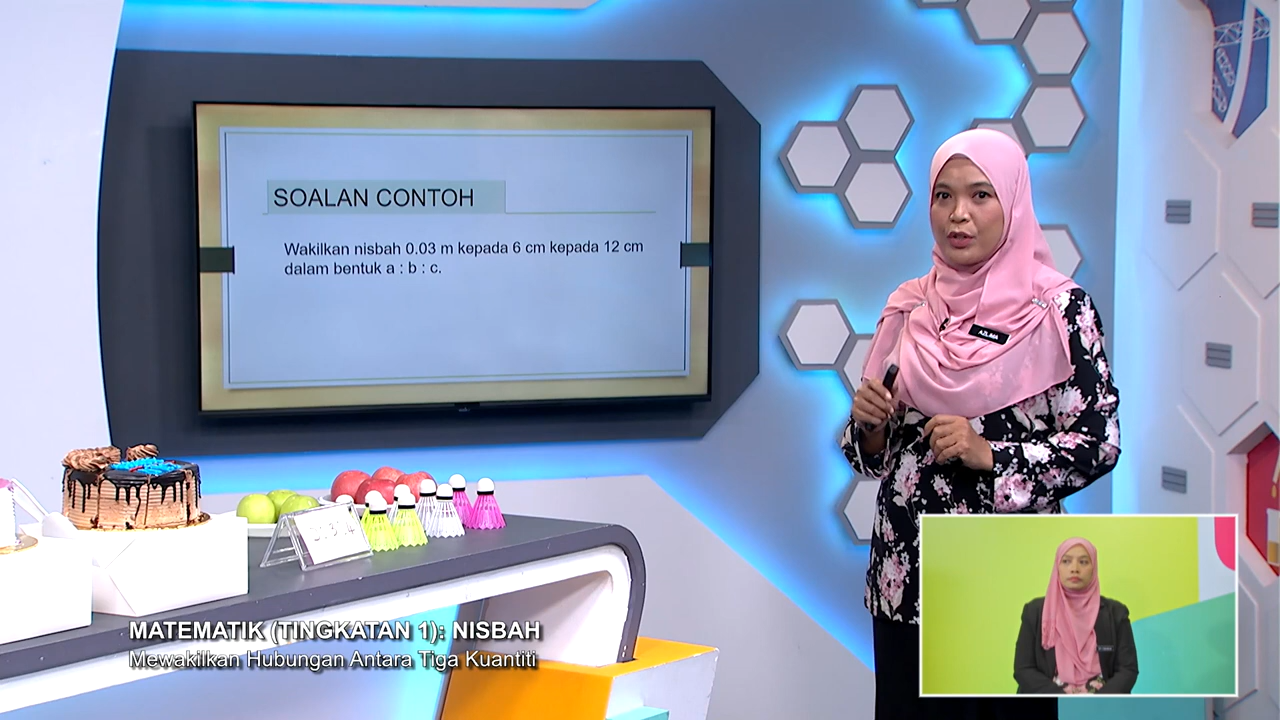 SOALAN CONTOH
Wakilkan nisbah 0.03 m kepada 6 cm kepada 12 cm
dalam bentuk a : b : c.
AZLINA
MATEMATIK (TINGKATAN 1): NISBAH
Mewakilkan Hubungan Antara Tiga Kuantiti